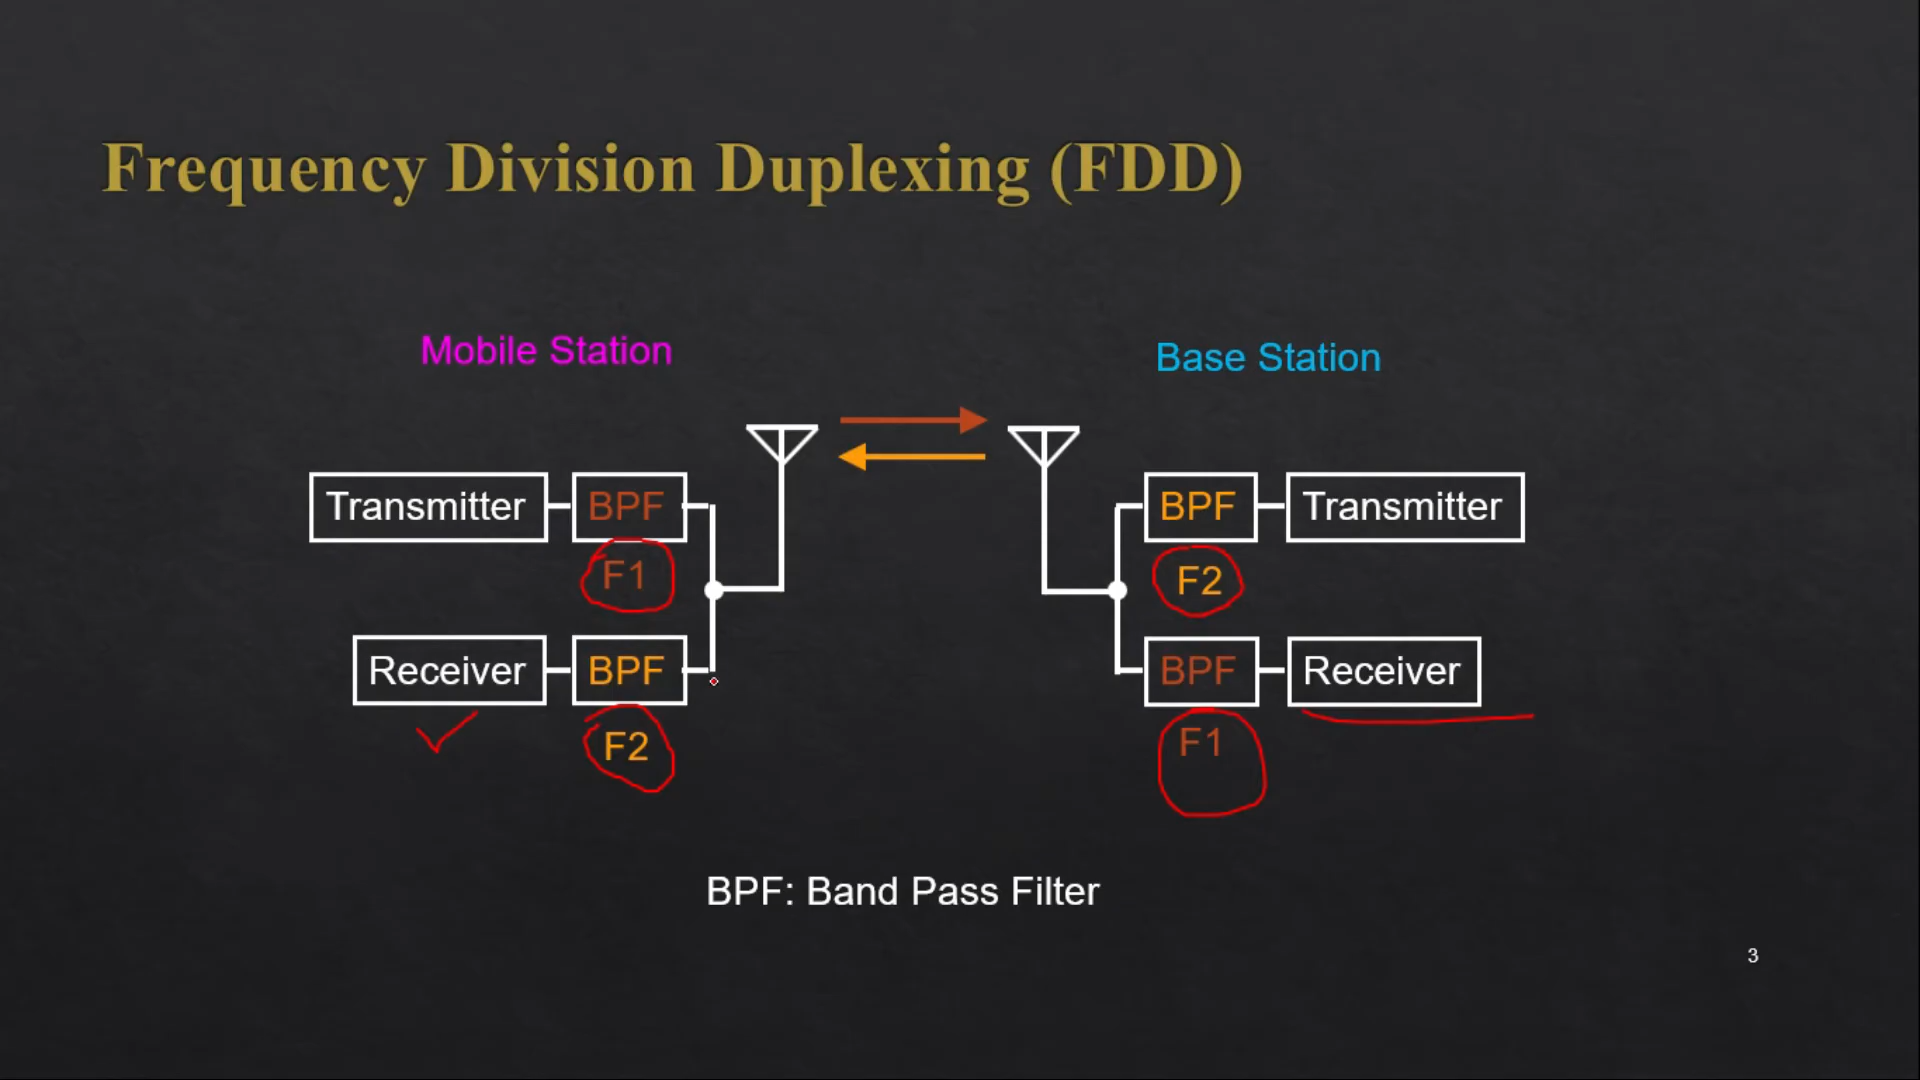 Frequency Division Duplexing (FDD)
Mobile Station
Base Station
Transmitter BPF
BPF Transmitter
F1
F2
Receiver BPF
BPF Receiver
F2
F1
BPF: Band Pass Filter
3